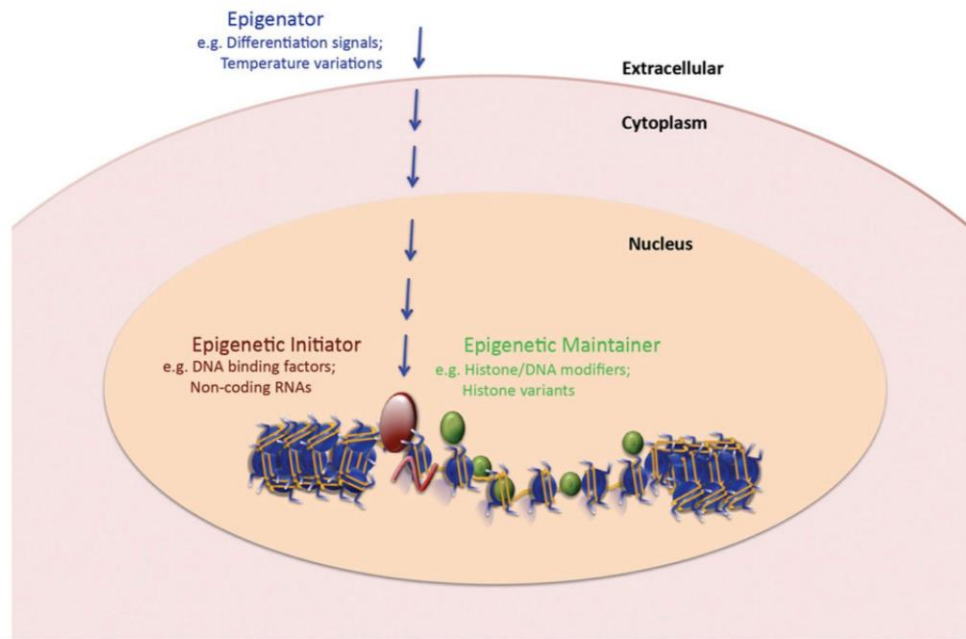 Epigenator
e.g. Differentiation signals;
Temperature variations
Extracellular
Cytoplasm
Nucleus
Epigenetic Initiator
e.g. DNA binding factors;
Non-coding RNAs
Epigenetic Maintainer
e.g. Histone/DNA modifiers;
Histone variants